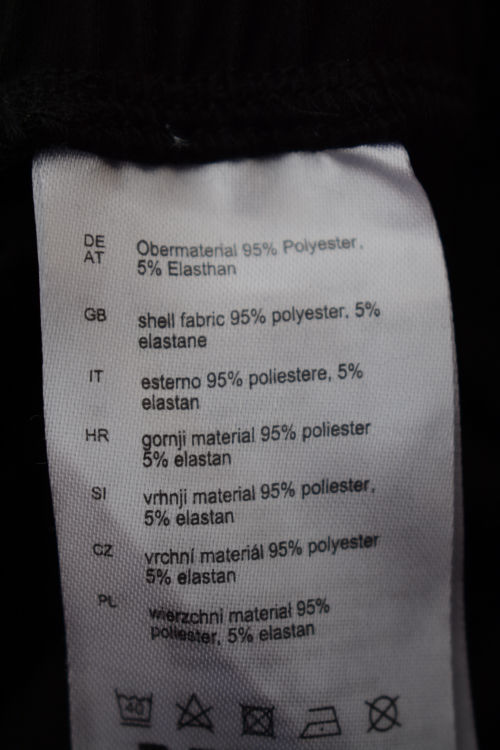 DE Obermaterial 95% Polyester,
AT 5% Elasthan
GB shell fabric 95% polyester, 5%
elastane
IT esterno 95% poliestere, 5%
elastan
HR gornji material 95% poliester
5% elastan
SI vrhnji material 95% poliester,
5% elastan
CZ vrchní materiál 95% polyester
5% elastan
PL wierzchni materiał 95%
poliester, 5% elastan
40